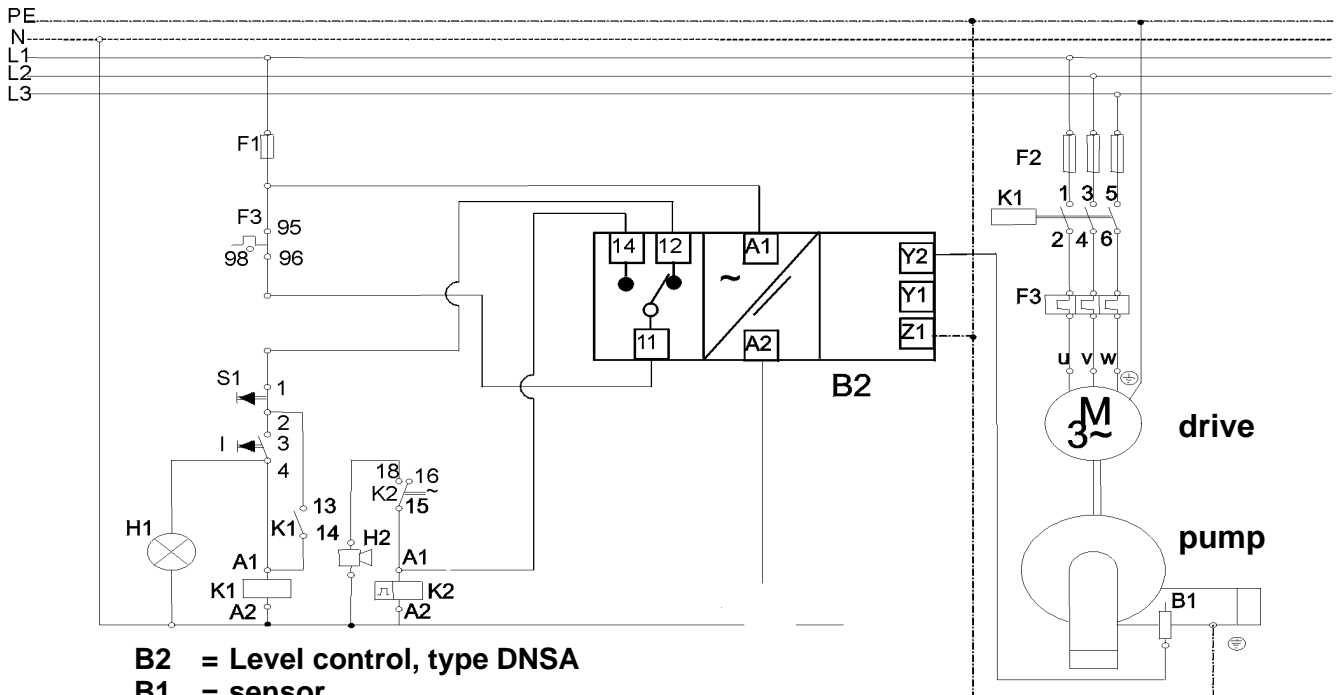 PE
N
L1
L2
L3
F1
F3
95
98
96
S1
1
2
I
3
4
H1
K1
13
14
A1
K1
A2
18
16
K2
~
15
H2
A1
K2
A2
14
12
11
A1
~
A2
Y2
Y1
Z1
B2
F2
K1
1 3 5
2 4 6
F3
u v w
M
3~
drive
pump
B1
B2 = Level control, type DNSA
B1 = sensor